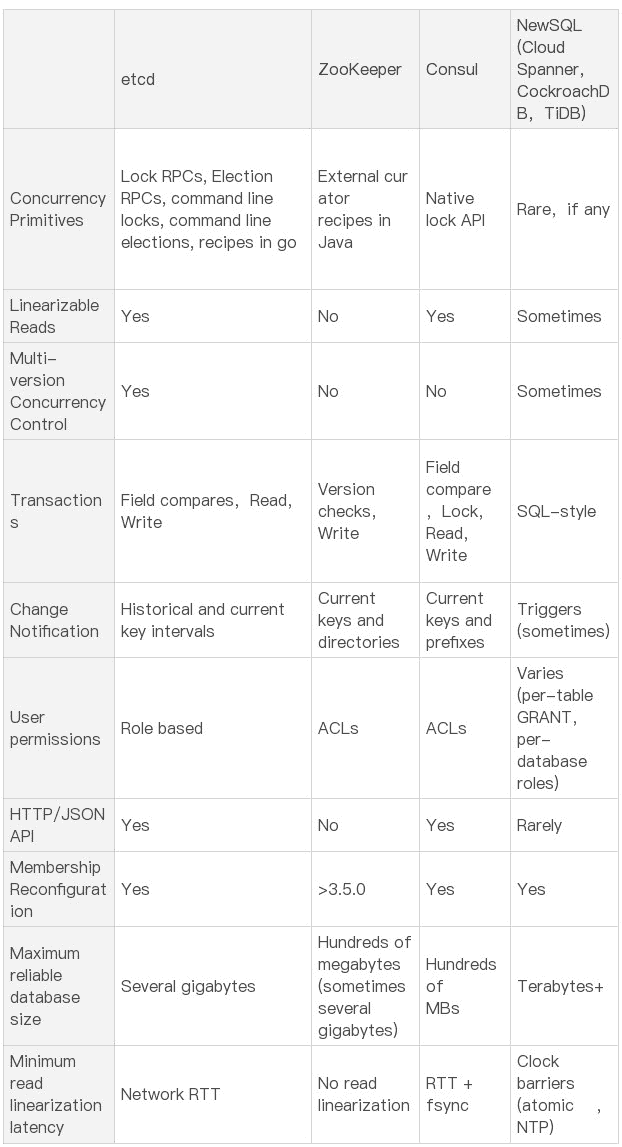 etcd
ZooKeeper
Consul
NewSQL
(Cloud
Spanner,
CockroachD
B，TiDB)
Concurrency
Primitives
Lock RPCs, Election
RPCs, command line
locks, command line
elections, recipes in go
External cur
ator
recipes in
Java
Native
lock API
Rare，if any
Linearizable
Reads
Yes
No
Yes
Sometimes
Multi-
version
Concurrency
Control
Yes
No
No
Sometimes
Transaction
s
Field compares，Read,
Write
Version
checks,
Write
Field
compare
，Lock,
Read,
Write
SQL-style
Change
Notification
Historical and current
key intervals
Current
keys and
directories
Current
keys and
prefixes
Triggers
(sometimes)
User
permissions
Role based
ACLs
ACLs
Varies
(per-table
GRANT，
per-
database
roles)
HTTP/JSON
API
Yes
No
Yes
Rarely
Membership
Reconfigurat
ion
Yes
>3.5.0
Yes
Yes
Maximum
reliable
database
size
Several gigabytes
Hundreds of
megabytes
(sometimes
several
gigabytes)
Hundreds
of
MBs
Terabytes+
Minimum
read
linearization
latency
Network RTT
No read
linearization
RTT +
fsync
Clock
barriers
(atomic ，
NTP)